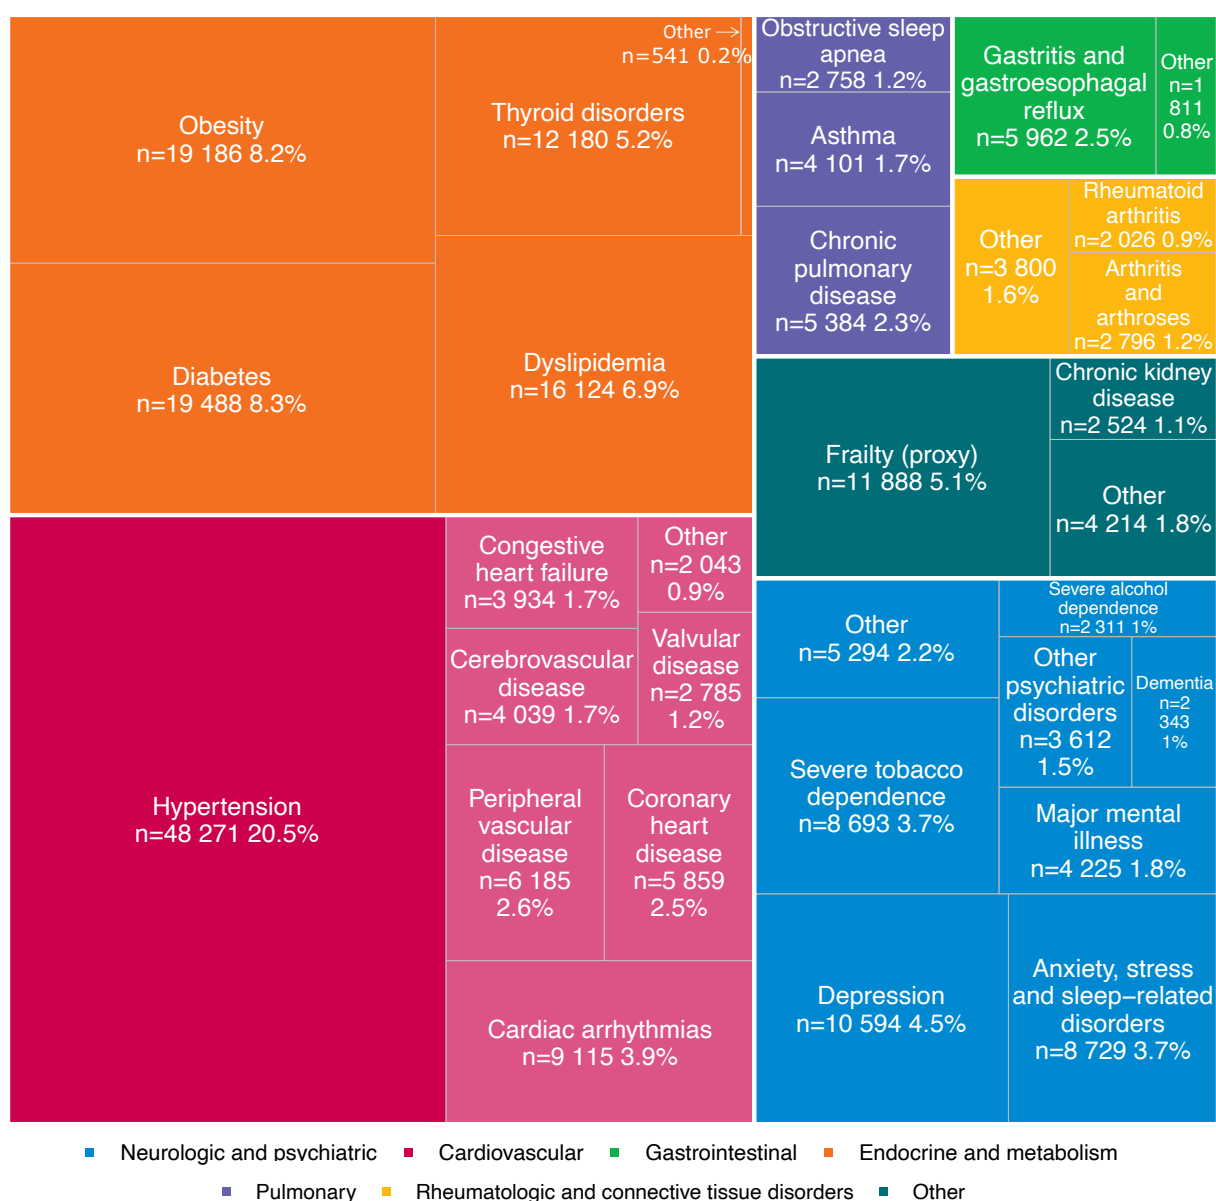 Obesity
n=19 186 8.2%
Other
n=541 0.2%
Thyroid disorders
n=12 180 5.2%
Diabetes
n=19 488 8.3%
Dyslipidemia
n=16 124 6.9%
Obstructive sleep
apnea
n=2 758 1.2%
Asthma
n=4 101 1.7%
Chronic
pulmonary
disease
n=5 384 2.3%
Gastritis and
gastroesophagal
reflux
n=5 962 2.5%
Other
n=1
811
0.8%
Other
n=3 800
1.6%
Rheumatoid
arthritis
n=2 026 0.9%
Arthritis
and
arthroses
n=2 796 1.2%
Frailty (proxy)
n=11 888 5.1%
Chronic kidney
disease
n=2 524 1.1%
Other
n=4 214 1.8%
Hypertension
n=48 271 20.5%
Congestive
heart failure
n=3 934 1.7%
Other
n=2 043
0.9%
Cerebrovascular
disease
n=4 039 1.7%
Valvular
disease
n=2 785
1.2%
Peripheral
vascular
disease
n=6 185
2.6%
Coronary
heart
disease
n=5 859
2.5%
Cardiac arrhythmias
n=9 115 3.9%
Other
n=5 294 2.2%
Severe alcohol
dependence
n=2 311 1%
Other
psychiatric
disorders
n=3 612
1.5%
Dementia
n=2
343
1%
Severe tobacco
dependence
n=8 693 3.7%
Major mental
illness
n=4 225 1.8%
Depression
n=10 594 4.5%
Anxiety, stress
and sleep−related
disorders
n=8 729 3.7%
Neurologic and psychiatric Cardiovascular Gastrointestinal Endocrine and metabolism
Pulmonary Rheumatologic and connective tissue disorders Other